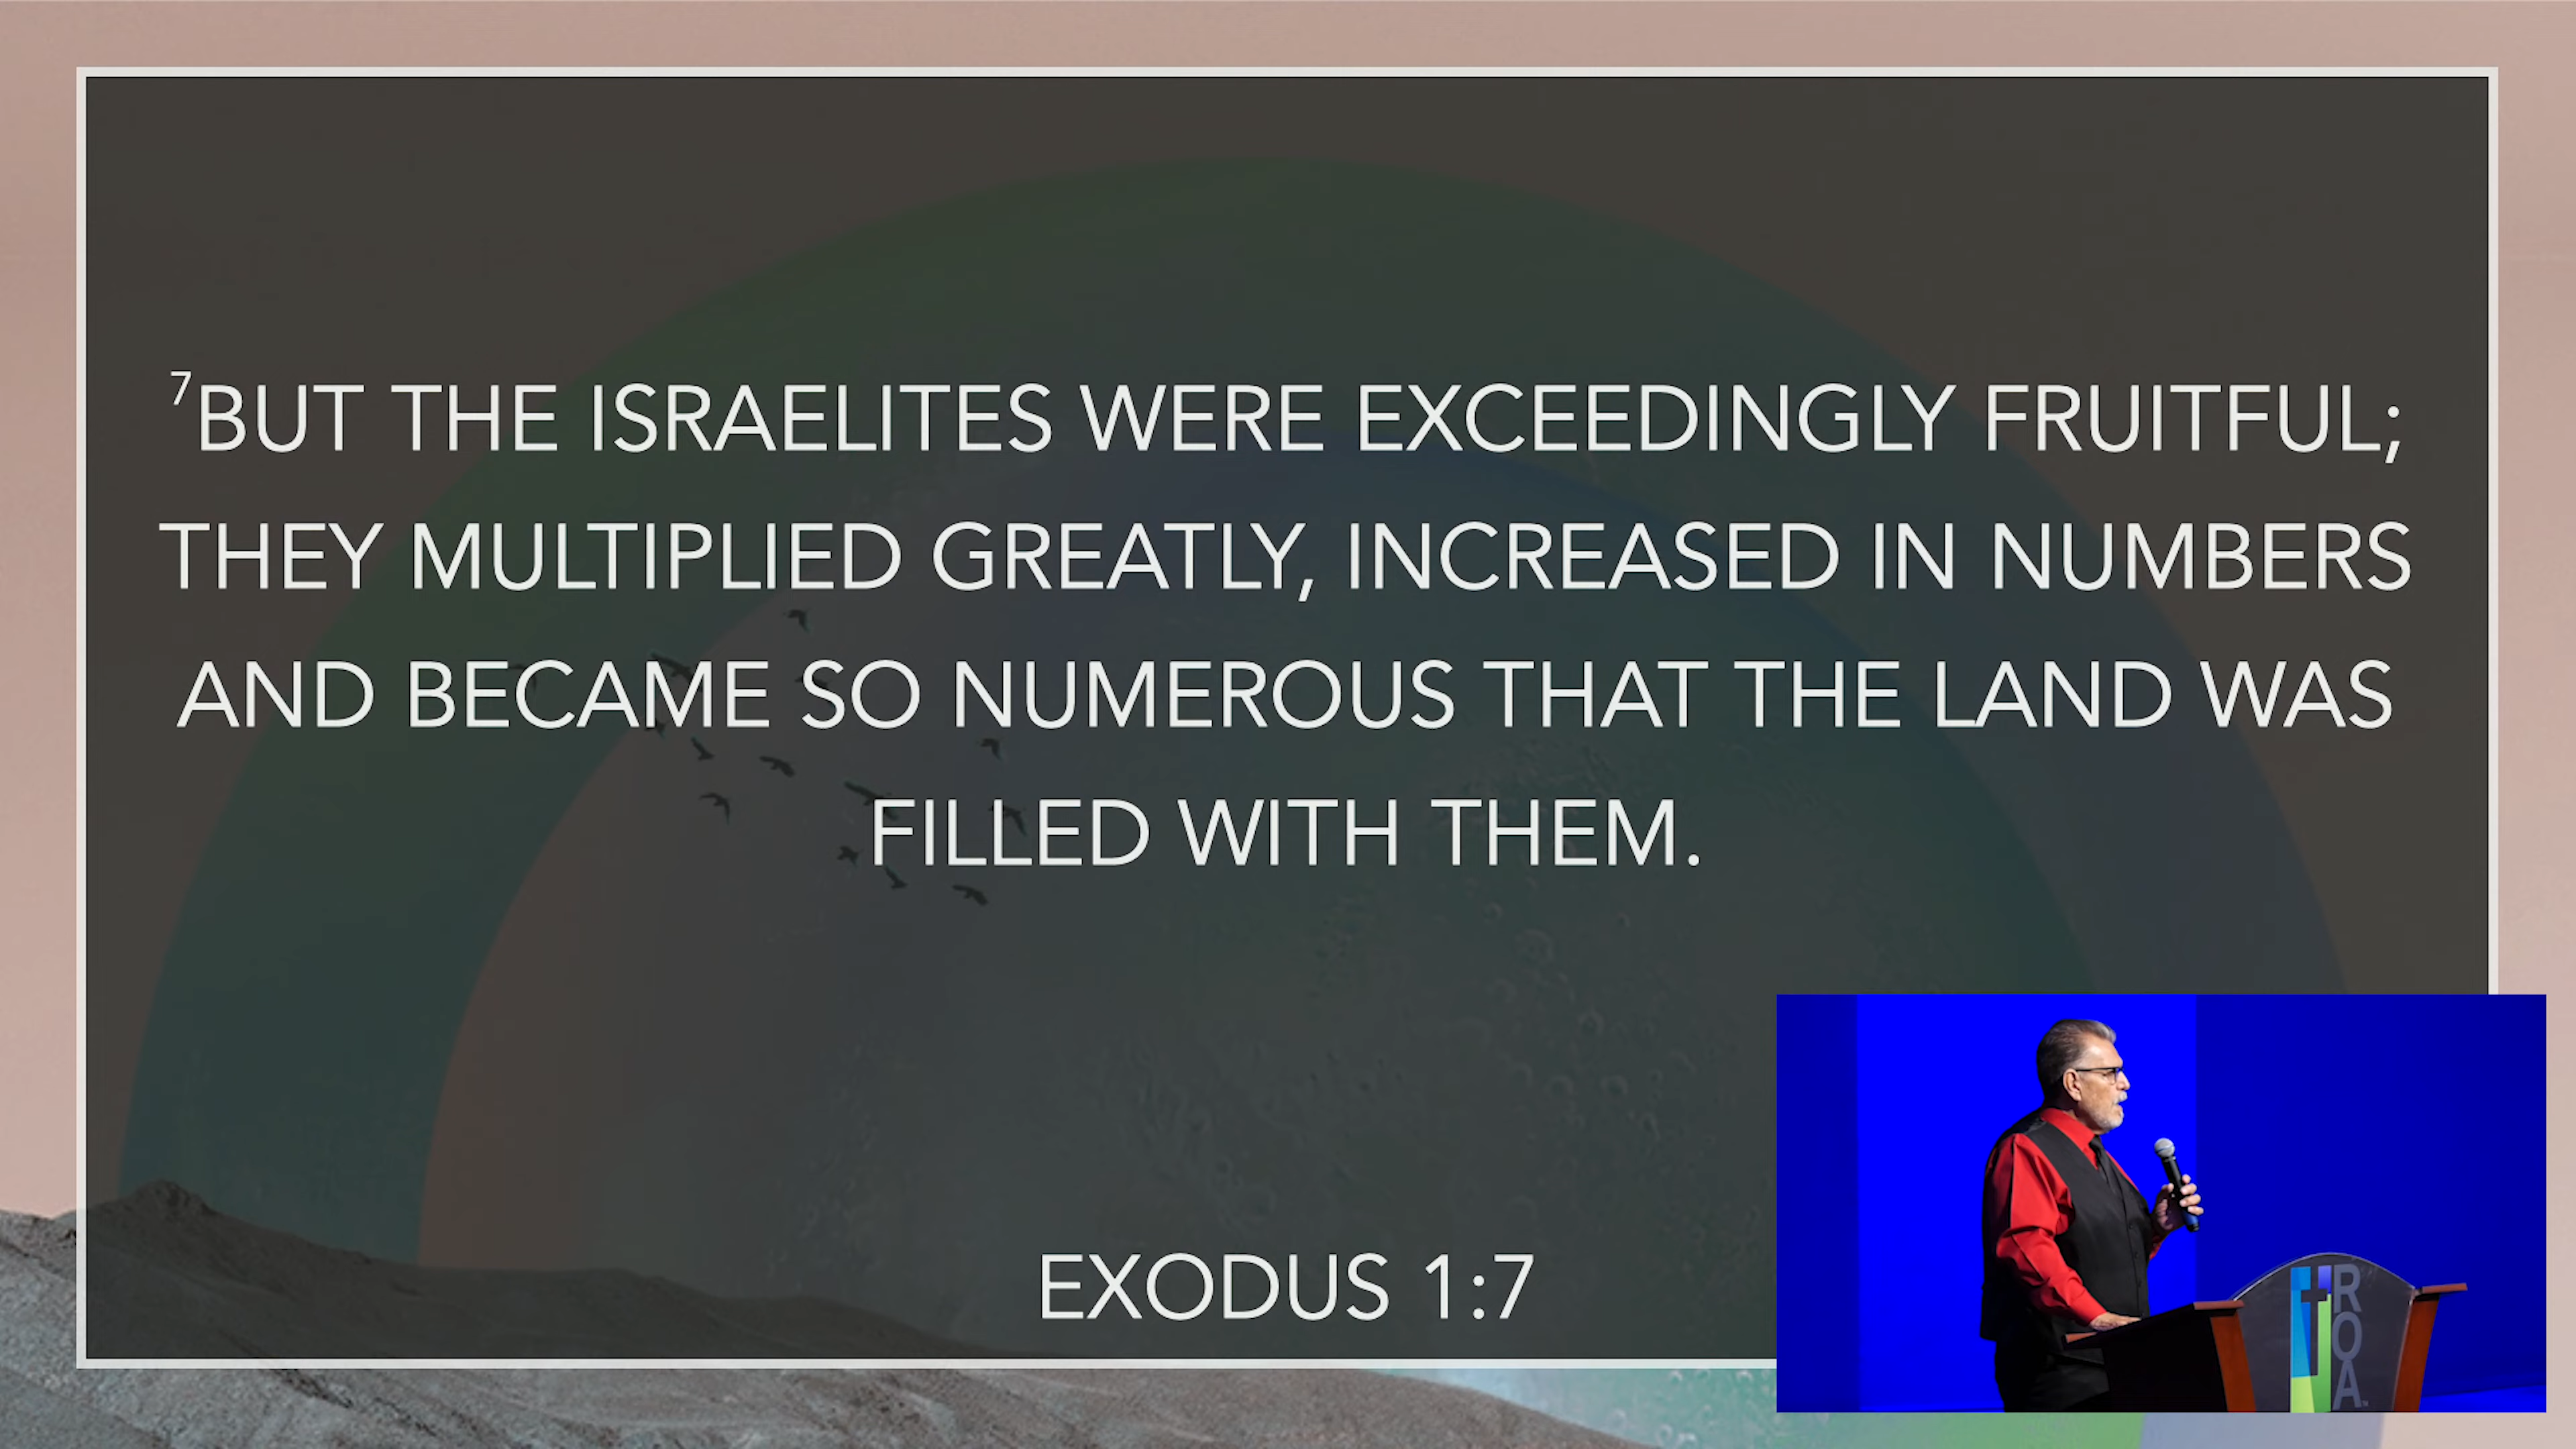 ⁷BUT THE ISRAELITES WERE EXCEEDINGLY FRUITFUL;
THEY MULTIPLIED GREATLY, INCREASED IN NUMBERS
AND BECAME SO NUMEROUS THAT THE LAND WAS
FILLED WITH THEM.
EXODUS 1:7
ROA